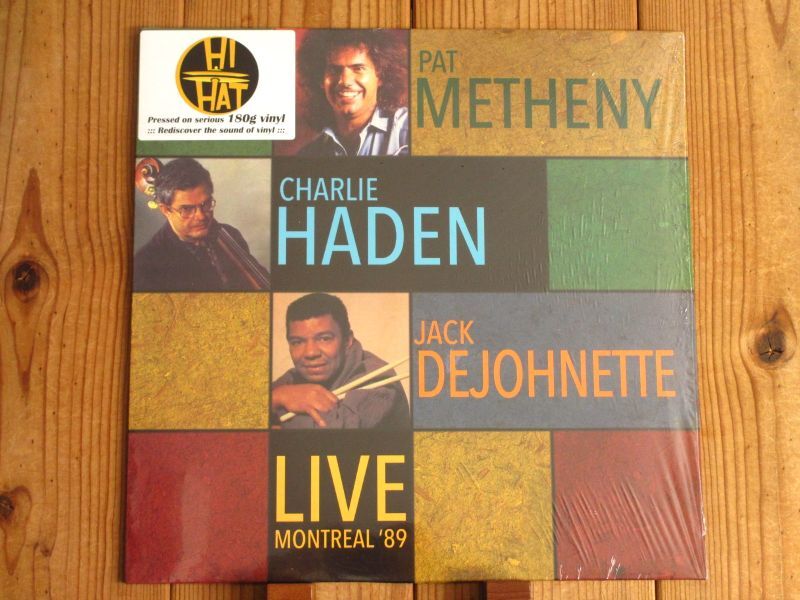 HI
HAT
Pressed on serious 180g vinyl
::: Rediscover the sound of vinyl :::
PAT
METHENY
CHARLIE
HADEN
JACK
DEJOHNETTE
LIVE
MONTREAL '89